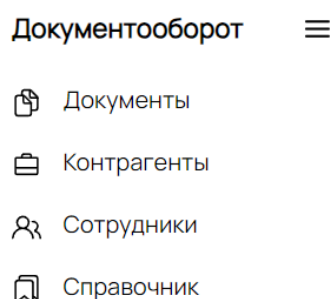 Документооборот
Документы
Контрагенты
Сотрудники
Справочник